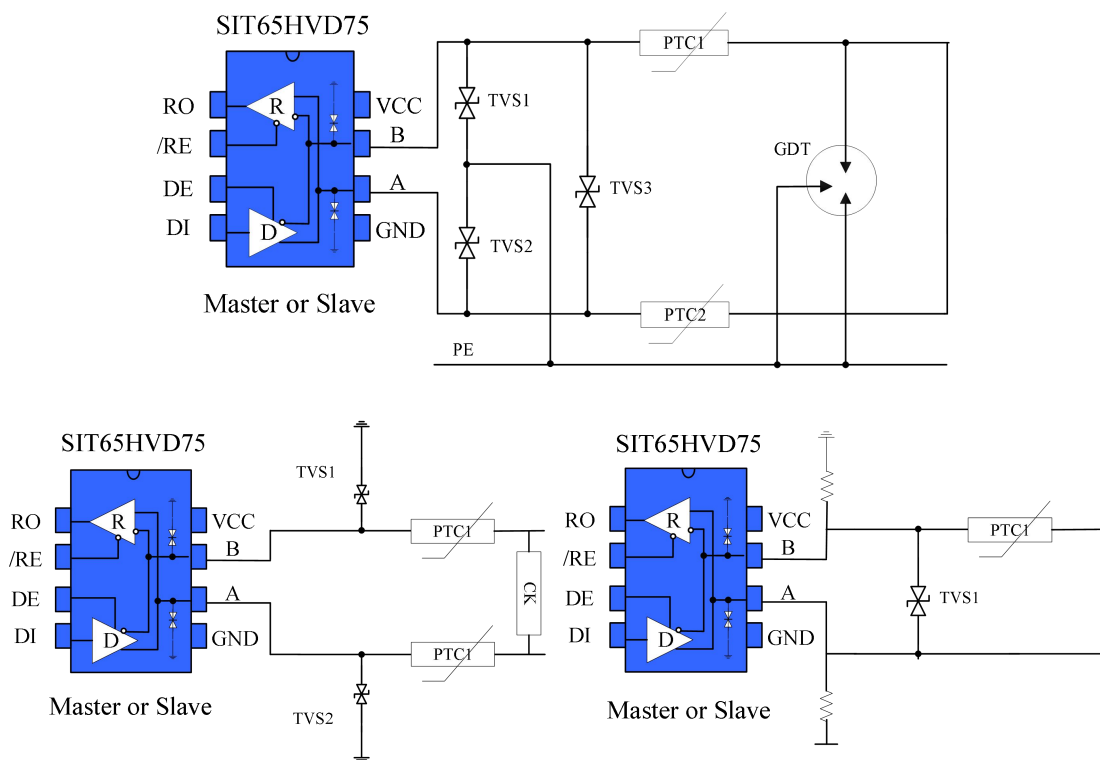 SIT65HVD75
RO
/RE
DE
DI
R
D
VCC
B
A
GND
Master or Slave
TVS1
TVS2
TVS3
PTC1
PTC2
GDT
PE
SIT65HVD75
RO
/RE
DE
DI
R
D
VCC
B
A
GND
Master or Slave
TVS1
TVS2
PTC1
PTC1
CK
SIT65HVD75
RO
/RE
DE
DI
R
D
VCC
B
A
GND
Master or Slave
PTC1
TVS1